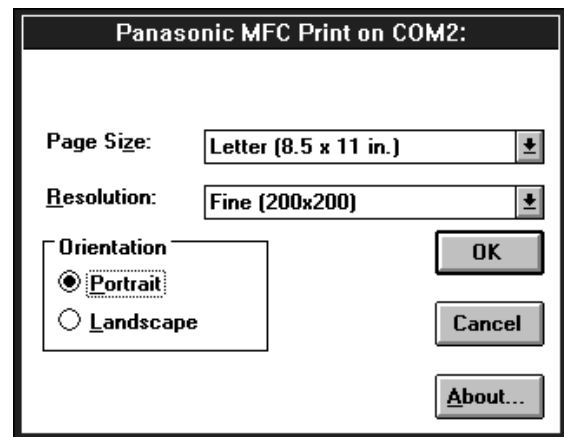 Panasonic MFC Print on COM2:
Page Size: Letter (8.5 x 11 in.)
Resolution: Fine (200x200)
Orientation
Portrait
Landscape
OK
Cancel
About...